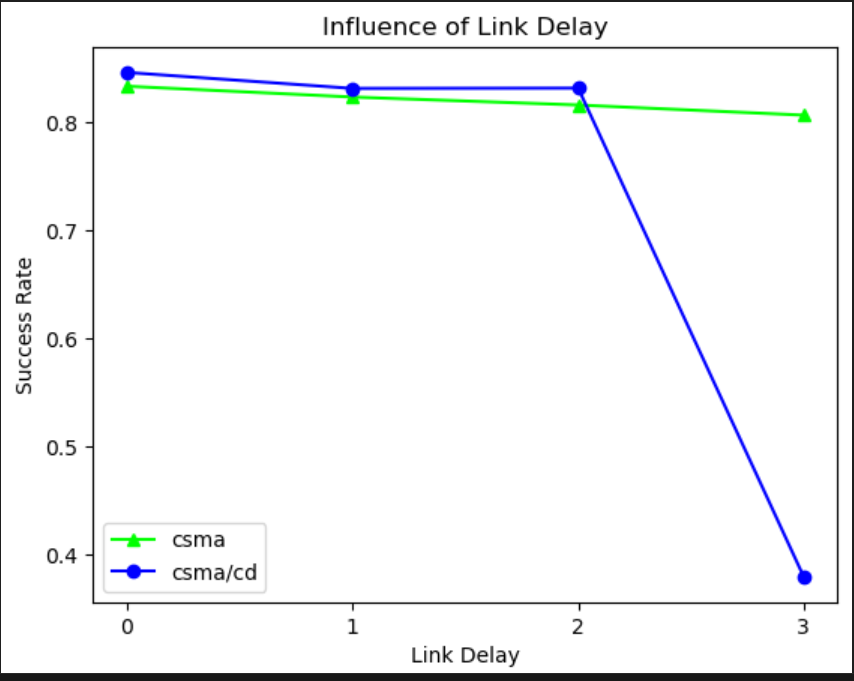 Influence of Link Delay
Success Rate
0.8
0.7
0.6
0.5
0.4
csma
csma/cd
0 1 2 3
Link Delay